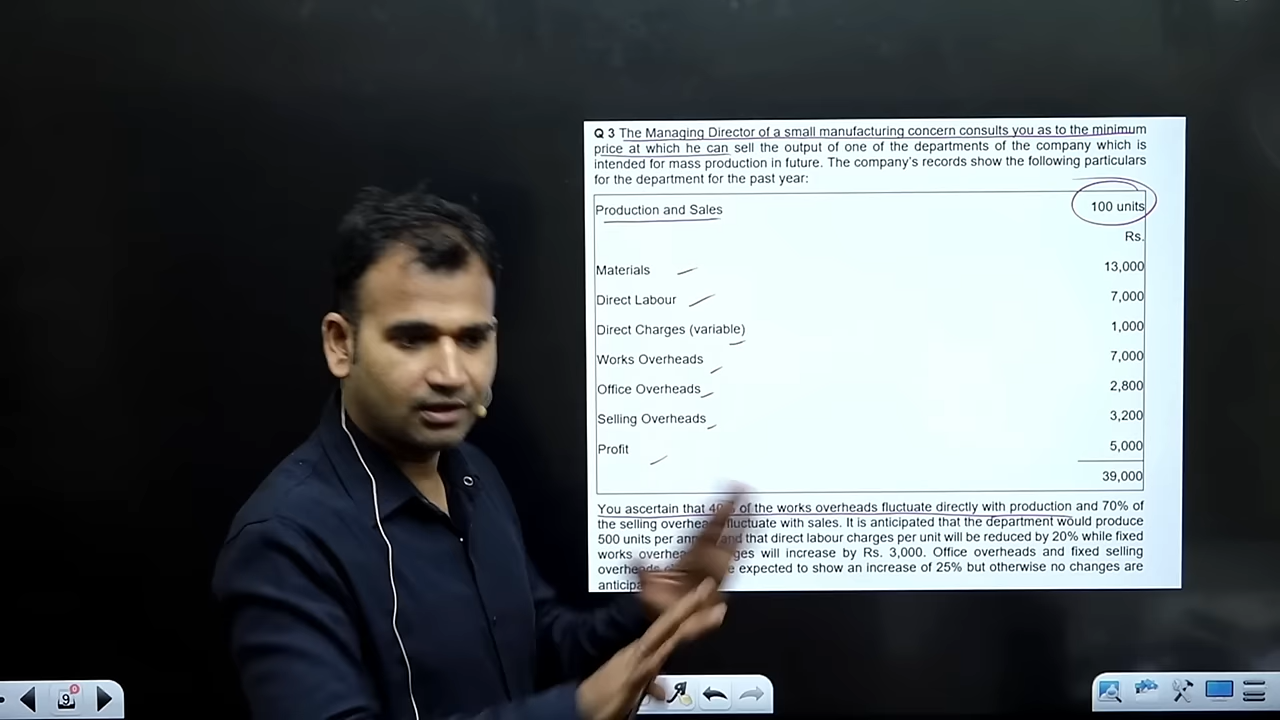 Q 3 The Managing Director of a small manufacturing concern consults you as to the minimum
price at which he can sell the output of one of the departments of the company which is
intended for mass production in future. The company's records show the following particulars
for the department for the past year:
Production and Sales 100 units
Rs.
Materials 13,000
Direct Labour 7,000
Direct Charges (variable) 1,000
Works Overheads 7,000
Office Overheads 2,800
Selling Overheads 3,200
Profit 5,000
39,000
You ascertain that of the works overheads fluctuate directly with production and 70% of
the selling fluctuate with sales. It is anticipated that the department would produce
500 units per and that direct labour charges per unit will be reduced by 20% while fixed
works will increase by Rs. 3,000. Office overheads and fixed selling
expected to show an increase of 25% but otherwise no changes are
9
0